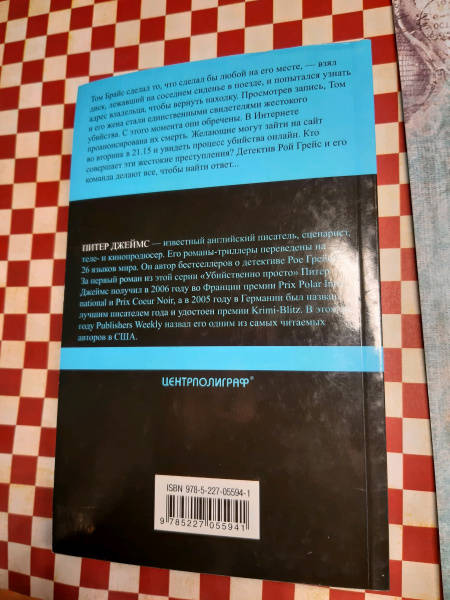 Том Брайс сделал то, что сделал бы любой на его месте, — взял
диск, лежавший на соседнем сиденье в поезде, и попытался узнать
адрес владельца, чтобы вернуть находку. Просмотрев запись, Том
и его жена стали единственными свидетелями жестокого
убийства. С этого момента они обречены. В Интернете
проанонсирована их смерть. Желающие могут зайти на сайт
во вторник в 21.15 и увидеть процесс убийства онлайн. Кто
совершает эти жестокие преступления? Детектив Рой Грейс и его
команда делают все, чтобы найти ответ...
ПИТЕР ДЖЕЙМС — известный английский писатель, сценарист,
теле- и кинопродюсер. Его романы-триллеры переведены на
26 языков мира. Он автор бестселлеров о детективе Рое Грейсе.
За первый роман из этой серии «Убийственно просто» Питер
Джеймс получил в 2006 году во Франции премии Prix Polar Inter-
national и Prix Coeur Noir, а в 2005 году в Германии был назван
лучшим писателем года и удостоен премии Krimi-Blitz. В этом
году Publishers Weekly назвал его одним из самых читаемых
авторов в США.
ЦЕНТРПОЛИГРАФ®
ISBN 978-5-227-05594-1
9 785227 055941